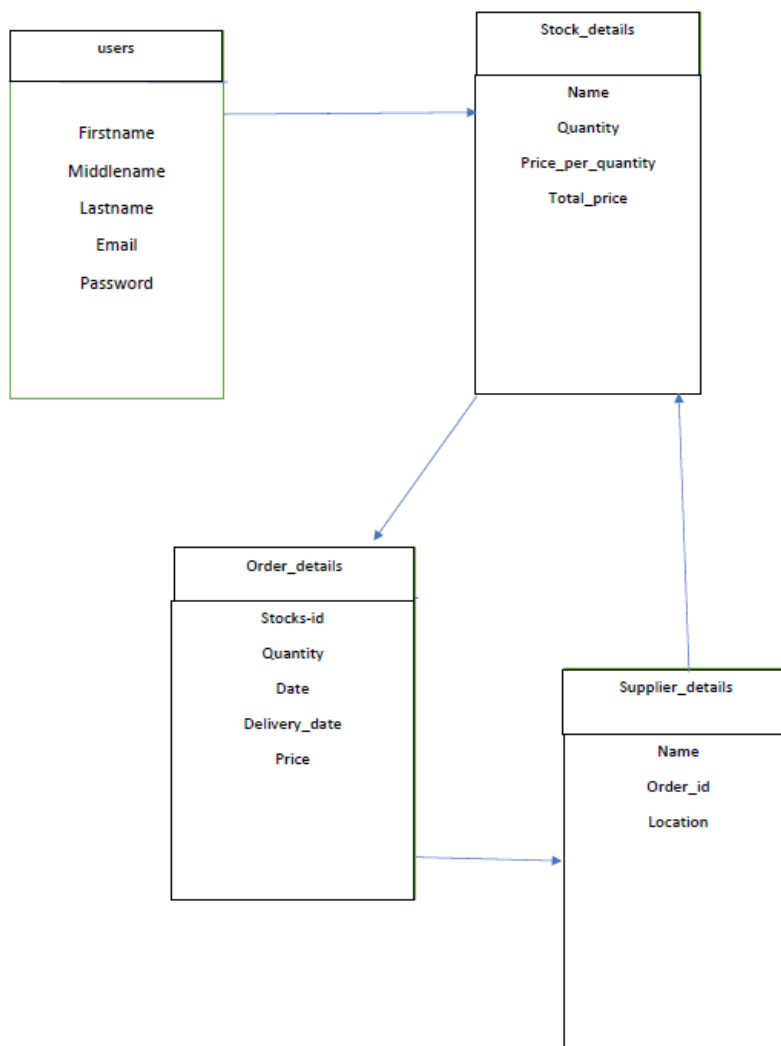 users
Firstname
Middlename
Lastname
Email
Password
Stock_details
Name
Quantity
Price_per_quantity
Total_price
Order_details
Stocks-id
Quantity
Date
Delivery_date
Price
Supplier_details
Name
Order_id
Location